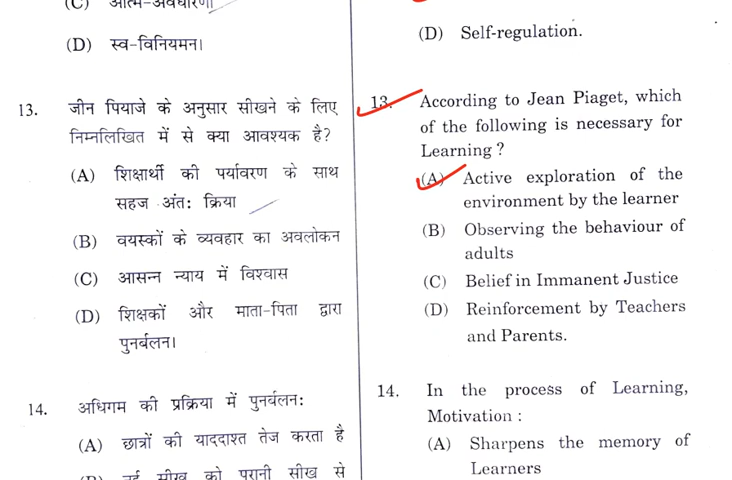 (C) आत्म-अवधारणा
(D) स्व-विनियमन।
13. जीन पियाजे के अनुसार सीखने के लिए
निम्नलिखित में से क्या आवश्यक है?
(A) शिक्षार्थी की पर्यावरण के साथ
सहज अंत: क्रिया
(B) वयस्कों के व्यवहार का अवलोकन
(C) आसन्न न्याय में विश्वास
(D) शिक्षकों और माता-पिता द्वारा
पुनर्बलन।
14. अधिगम की प्रक्रिया में पुनर्बलन:
(A) छात्रों की याददाश्त तेज करता है
(B) नई सीख को पुरानी सीख से
(D) Self-regulation.
13. According to Jean Piaget, which
of the following is necessary for
Learning ?
(A) Active exploration of the
environment by the learner
(B) Observing the behaviour of
adults
(C) Belief in Immanent Justice
(D) Reinforcement by Teachers
and Parents.
14. In the process of Learning,
Motivation :
(A) Sharpens the memory of
Learners